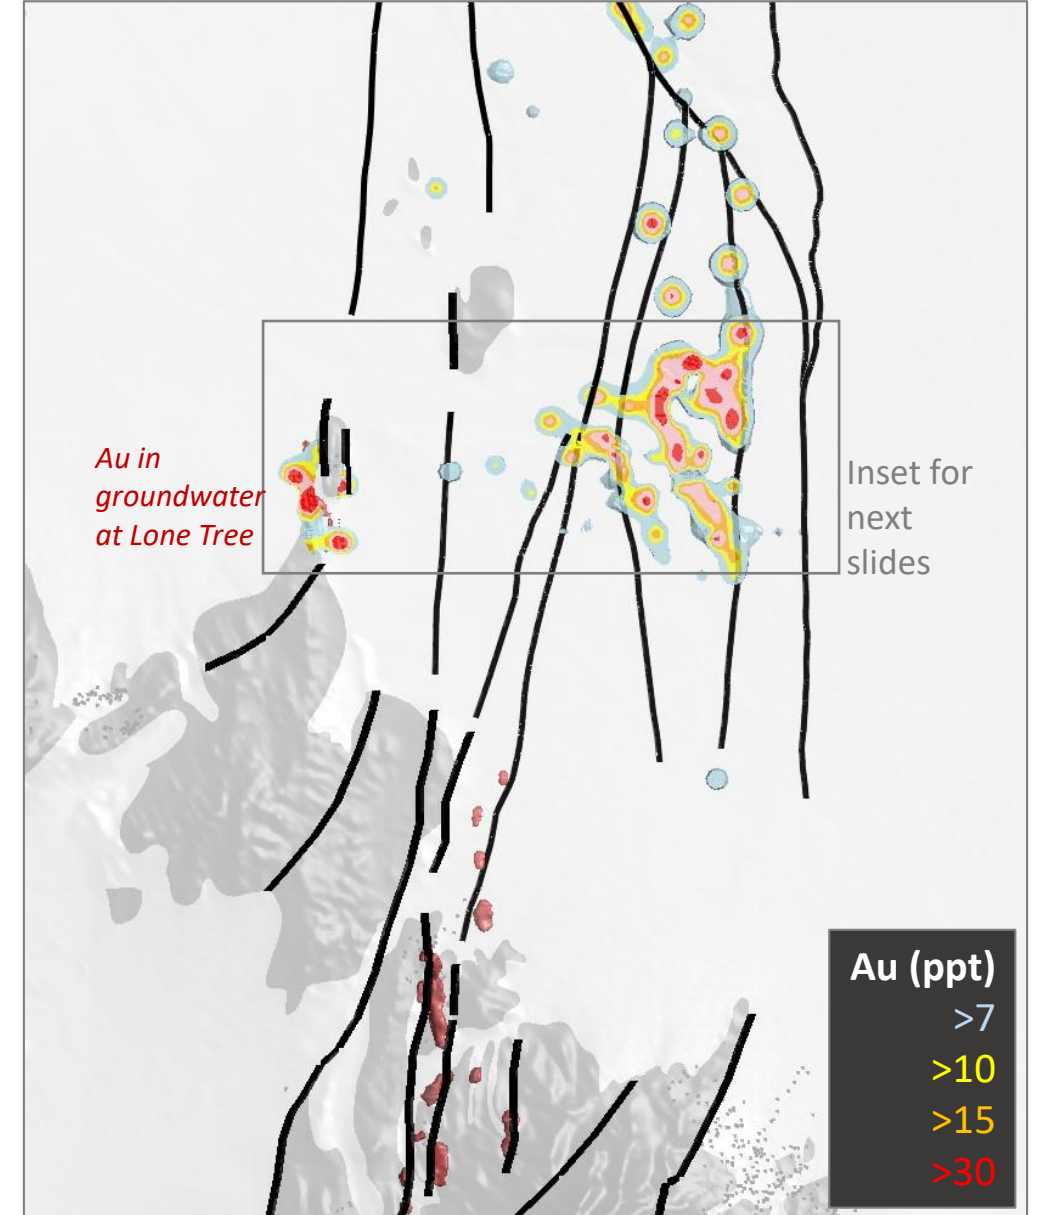 Au in
groundwater
at Lone Tree
Inset for
next
slides
Au (ppt)
>7
>10
>15
>30